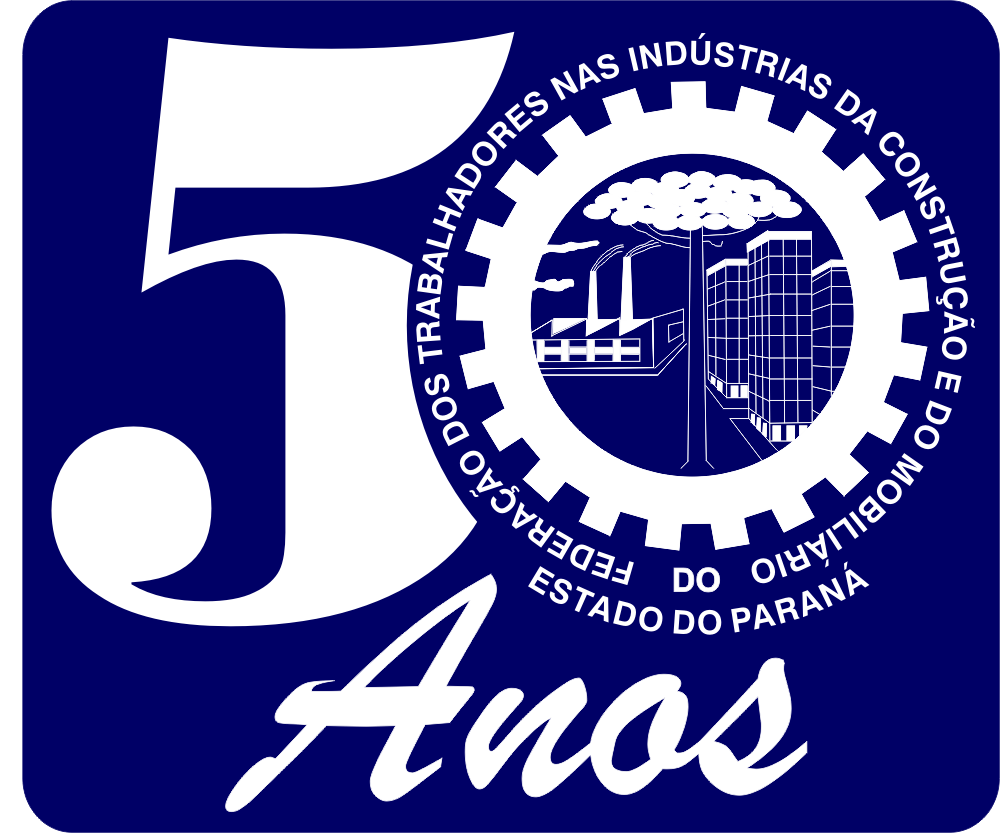 5
FEDERAÇÃO DOS TRABALHADORES NAS INDÚSTRIAS DA CONSTRUÇÃO E DO MOBILIÁRIO
DO
ESTADO DO PARANÁ
Anos